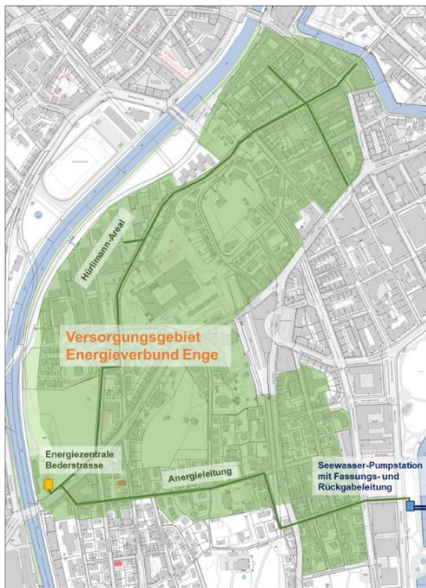 Hürlimann-Areal
Versorgungsgebiet
Energieverbund Enge
Energiezentrale
Bederstrasse
Anergieleitung
Seewasser-Pumpstation
mit Fassungs- und
Rückgabeleitung